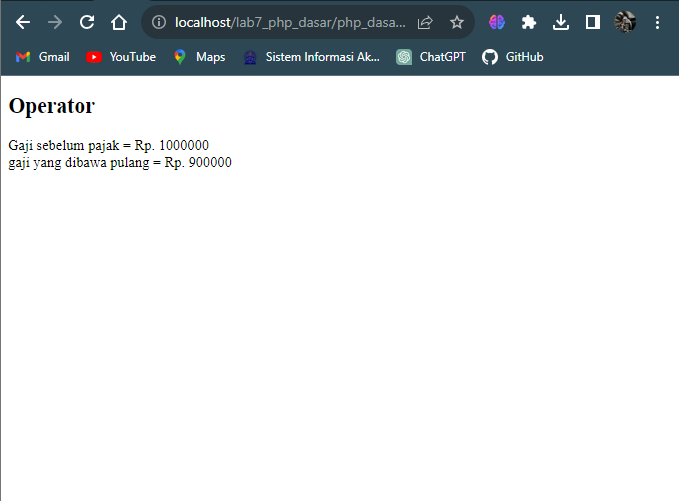 localhost/lab7_php_dasar/php_dasa...
Gmail YouTube Maps Sistem Informasi Ak... ChatGPT GitHub
Operator
Gaji sebelum pajak = Rp. 1000000
gaji yang dibawa pulang = Rp. 900000